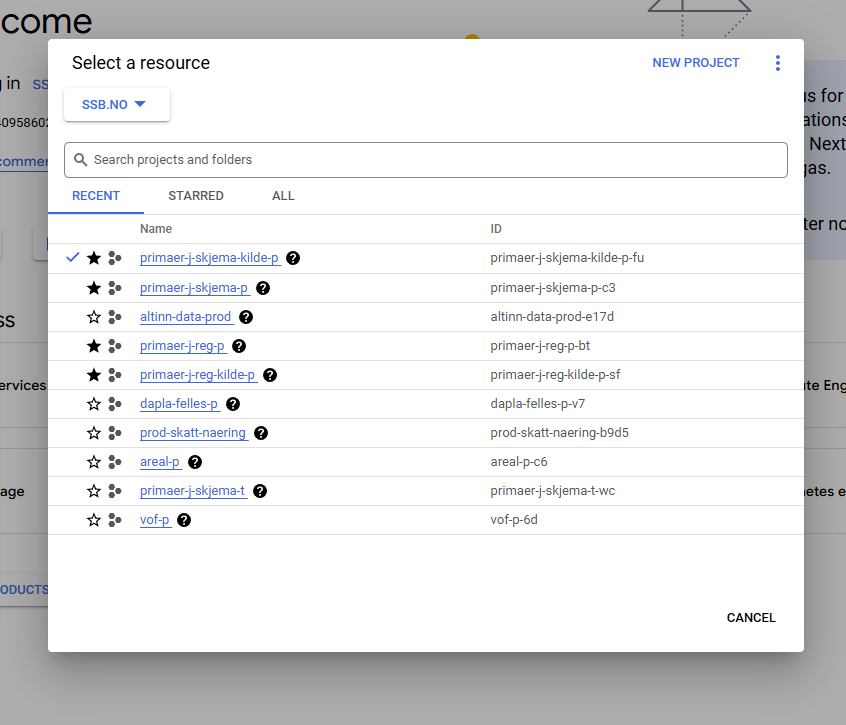 come
Select a resource
NEW PROJECT
g in
SS
SSB.NO
us for
40958602
ations
Next
Search projects and folders
commer
gas.
RECENT
STARRED
ALL
ter no
Name
ID
primaer-j-skjema-kilde-p
primaer-j-skjema-kilde-p-fu
primaer-j-skjema-p
primaer-j-skjema-p-c3
altinn-data-prod
altinn-data-prod-e17d
ss
primaer-j-reg-p
primaer-j-reg-p-bt
primaer-j-reg-kilde-p
primaer-j-reg-kilde-p-sf
ervices
ute Eng
dapla-felles-p
dapla-felles-p-v7
prod-skatt-naering
prod-skatt-naering-b9d5
areal-p
areal-p-c6
age
primaer-j-skjema-t
primaer-j-skjema-t-wc
netes e
vof-p
vof-p-6d
ODUCTS
CANCEL